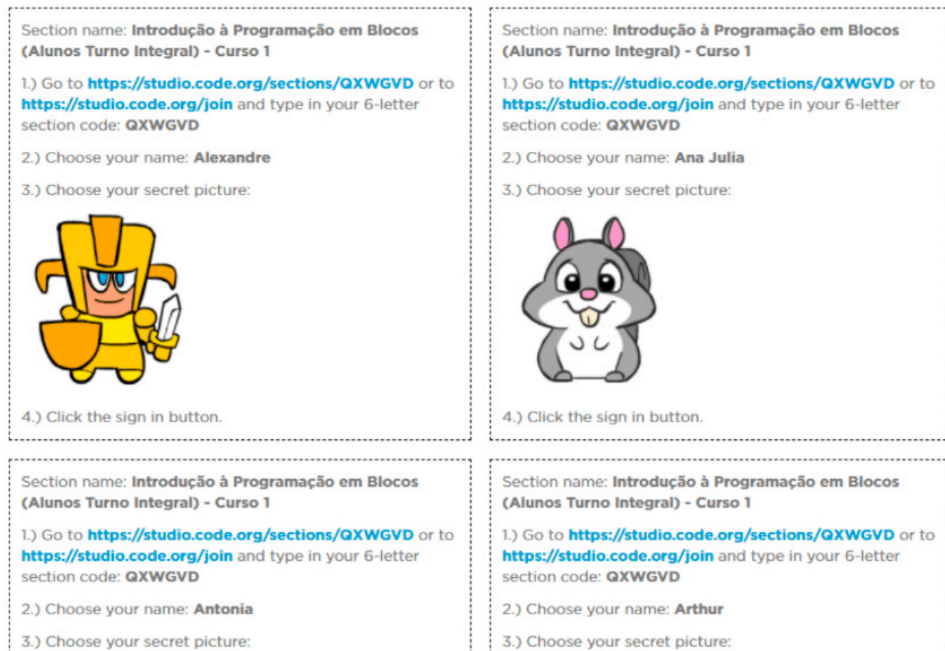 Section name: Introdução à Programação em Blocos
(Alunos Turno Integral) - Curso 1
1.) Go to https://studio.code.org/sections/QXWGVD or to
https://studio.code.org/join and type in your 6-letter
section code: QXWGVD
2.) Choose your name: Alexandre
3.) Choose your secret picture:
4.) Click the sign in button.
Section name: Introdução à Programação em Blocos
(Alunos Turno Integral) - Curso 1
1.) Go to https://studio.code.org/sections/QXWGVD or to
https://studio.code.org/join and type in your 6-letter
section code: QXWGVD
2.) Choose your name: Ana Julia
3.) Choose your secret picture:
4.) Click the sign in button.
Section name: Introdução à Programação em Blocos
(Alunos Turno Integral) - Curso 1
1.) Go to https://studio.code.org/sections/QXWGVD or to
https://studio.code.org/join and type in your 6-letter
section code: QXWGVD
2.) Choose your name: Antonia
3.) Choose your secret picture:
Section name: Introdução à Programação em Blocos
(Alunos Turno Integral) - Curso 1
1.) Go to https://studio.code.org/sections/QXWGVD or to
https://studio.code.org/join and type in your 6-letter
section code: QXWGVD
2.) Choose your name: Arthur
3.) Choose your secret picture: